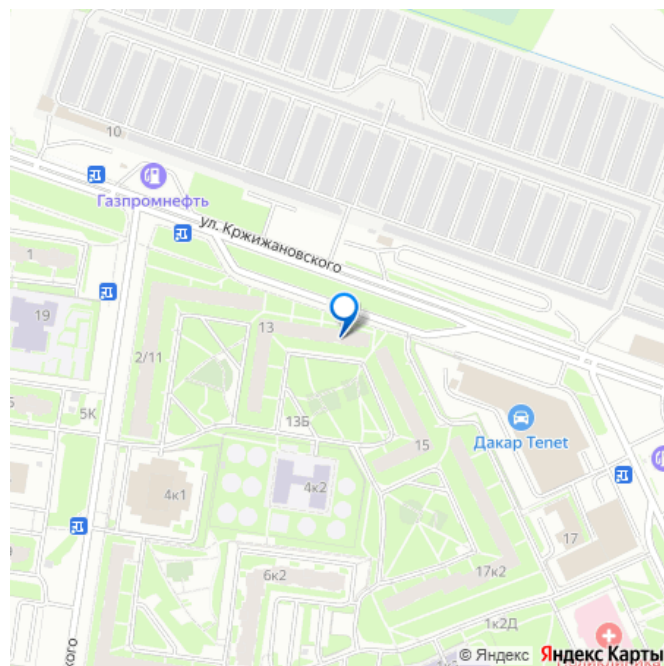 10
Газпромнефть
ул. Кржижановского
1
19
13
2/11
5К
13Б
Дакар Tenet
15
4к2
4к1
17
6к2
17к2
1к2Д
© Яндекс Яндекс Карты